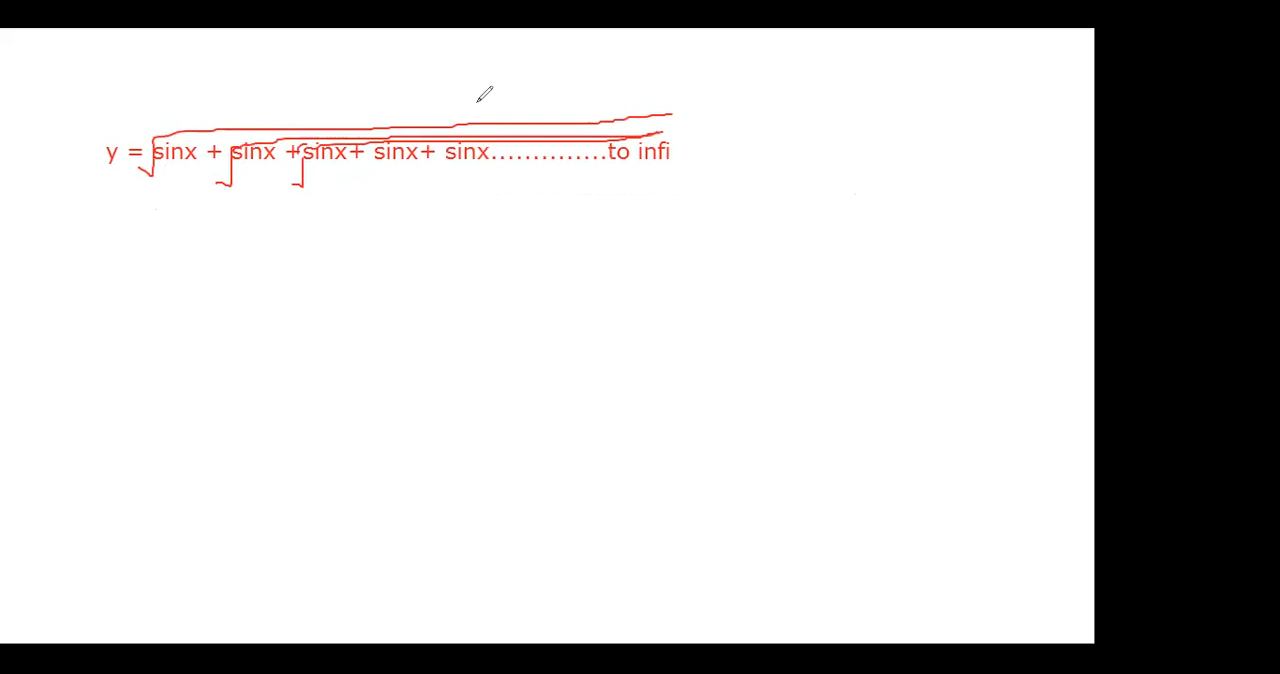 y = √sinx + √sinx +√sinx+ sinx+ sinx..............to infi